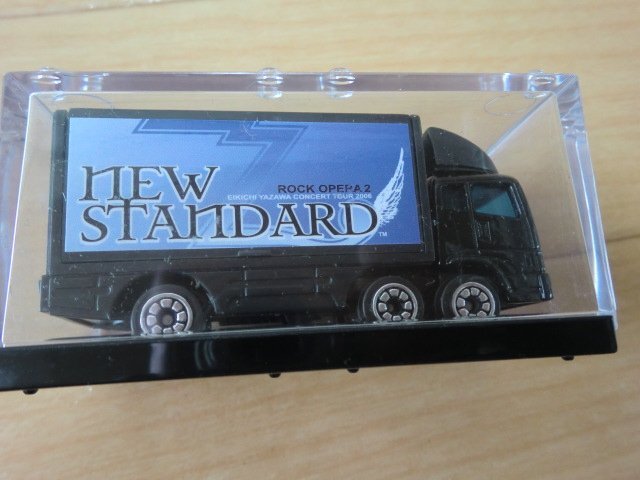 NEW
ROCK OPERA 2
EIKICHI YAZAWA CONCERT TOUR 2006
STANDARD
TM